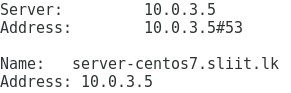 Server:         10.0.3.5
Address:        10.0.3.5#53

Name:   server-centos7.sliit.lk
Address: 10.0.3.5